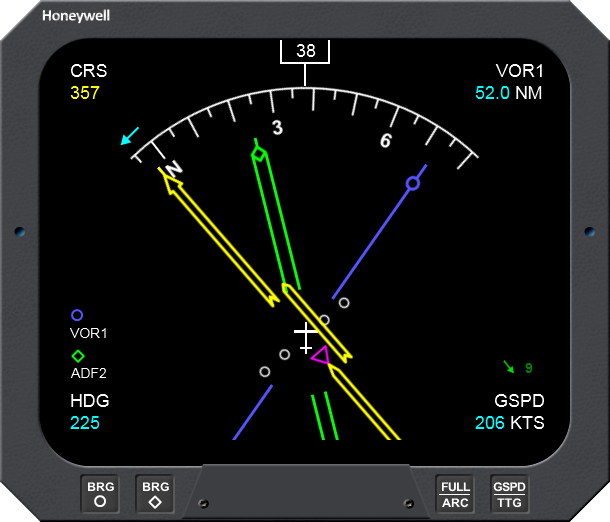 Honeywell
38
CRS
357
VOR1
52.0 NM
N
3
6
VOR1
ADF2
HDG
225
9
GSPD
206 KTS
BRG
BRG
FULL
ARC
GSPD
TTG